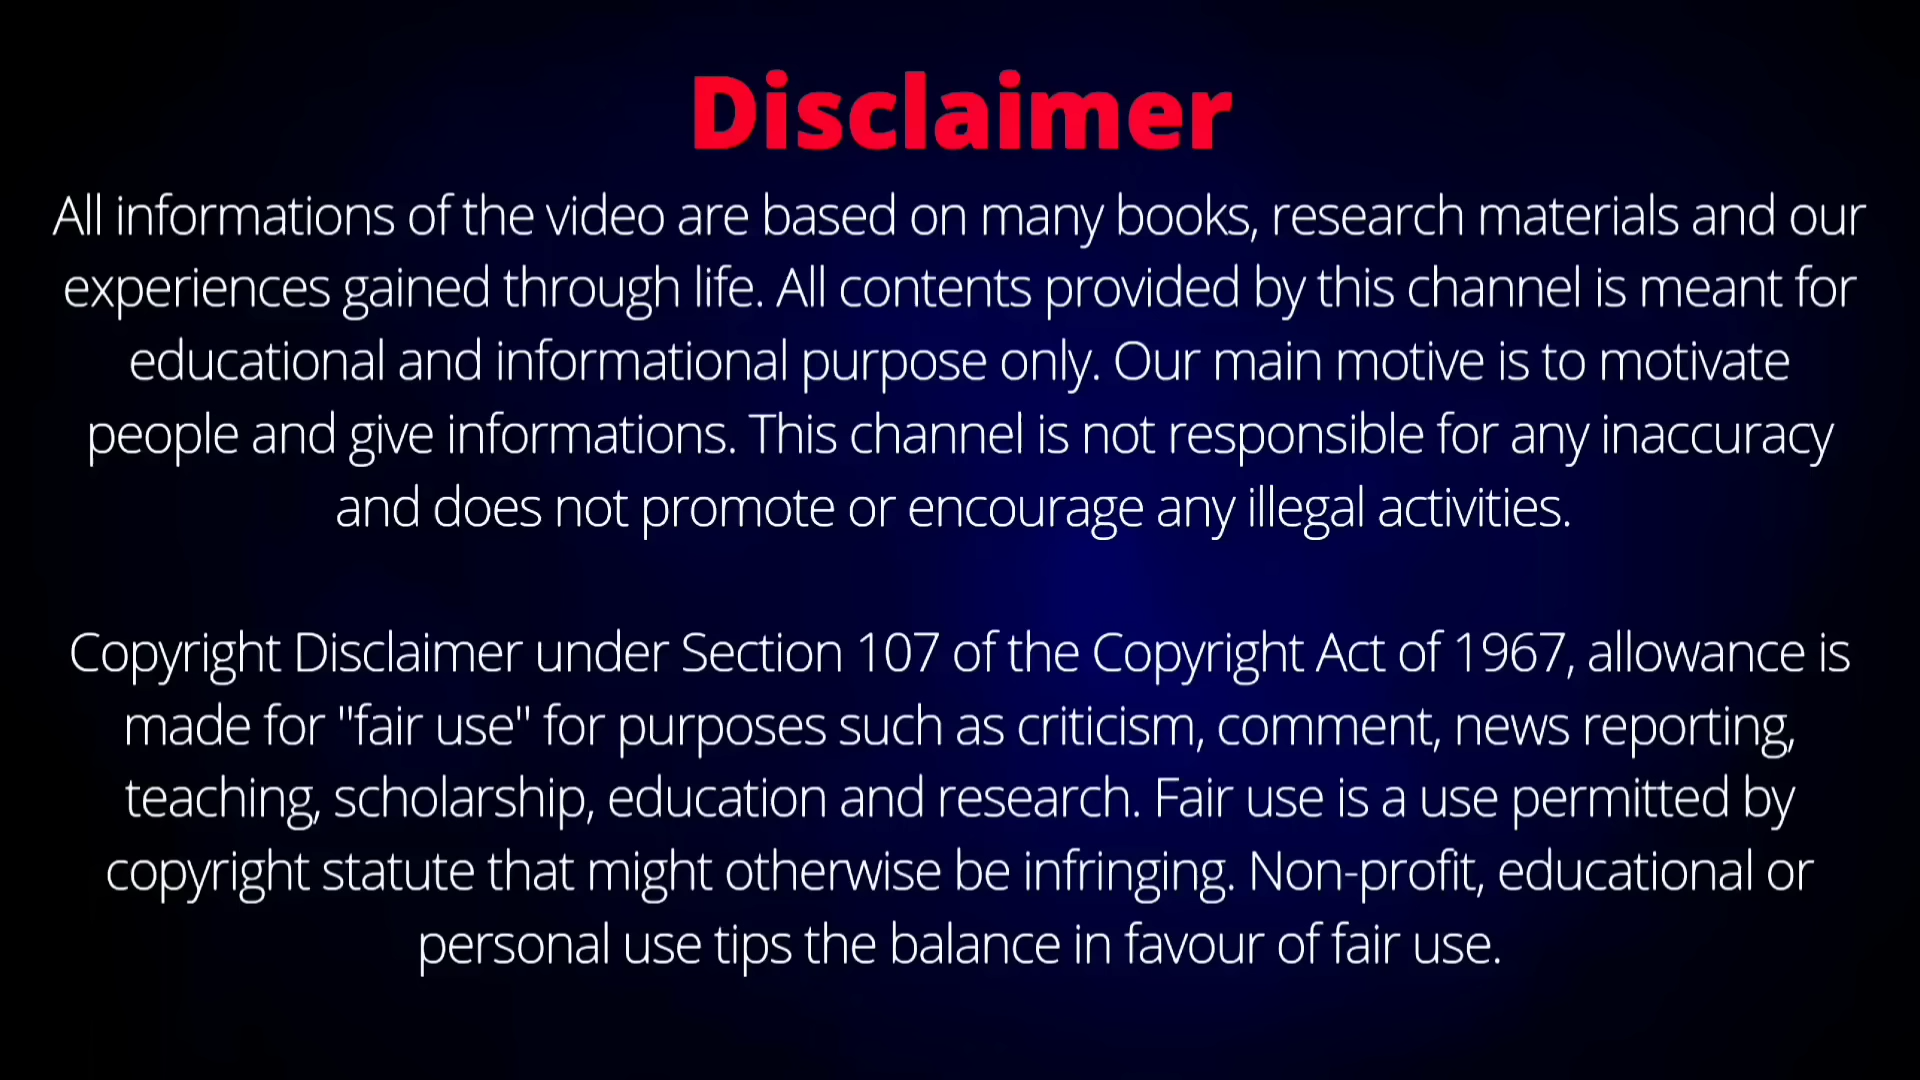 Disclaimer
All informations of the video are based on many books, research materials and our
experiences gained through life. All contents provided by this channel is meant for
educational and informational purpose only. Our main motive is to motivate
people and give informations. This channel is not responsible for any inaccuracy
and does not promote or encourage any illegal activities.
Copyright Disclaimer under Section 107 of the Copyright Act of 1967, allowance is
made for "fair use" for purposes such as criticism, comment, news reporting,
teaching, scholarship, education and research. Fair use is a use permitted by
copyright statute that might otherwise be infringing. Non-profit, educational or
personal use tips the balance in favour of fair use.